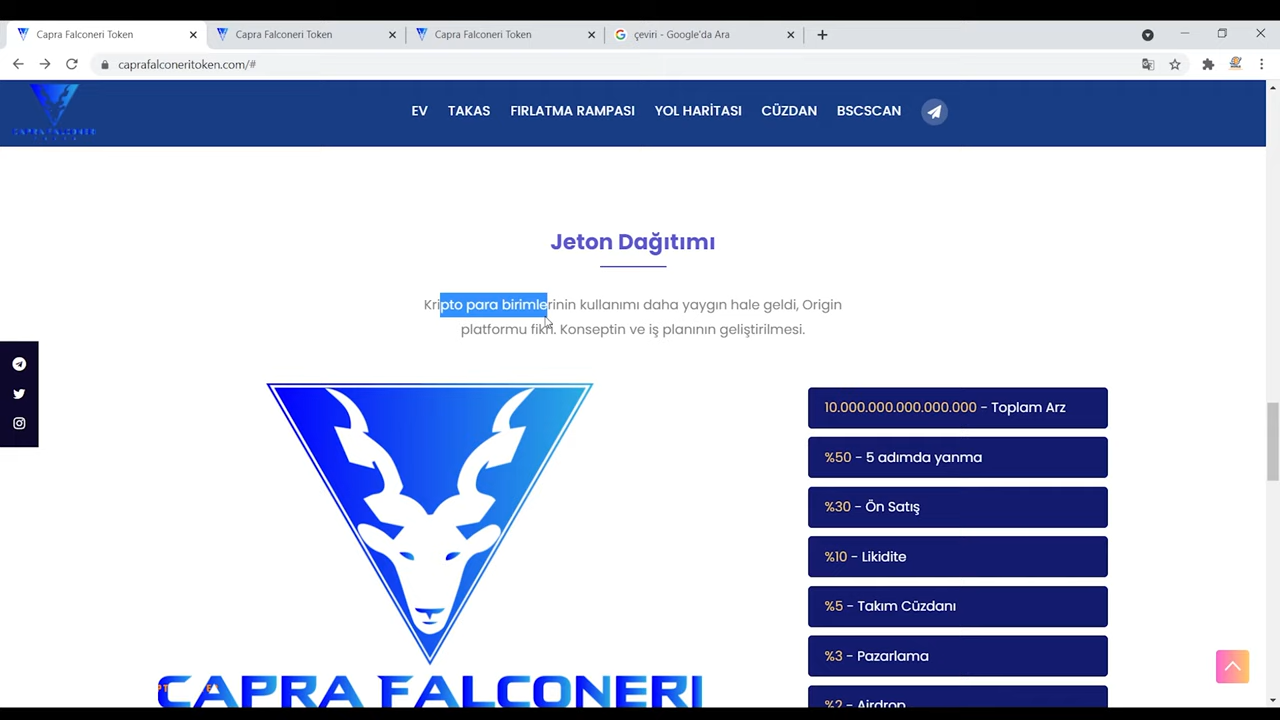 Capra Falconeri Token
Capra Falconeri Token
Capra Falconeri Token
çeviri - Google'da Ara
caprafalconeritoken.com/#
CAPRA FALCONERI
EV
TAKAS
FIRLATMA RAMPASI
YOL HARİTASI
CÜZDAN
BSCSCAN
Jeton Dağıtımı
Kripto para birimlerinin kullanımı daha yaygın hale geldi, Origin
platformu fikri. Konseptin ve iş planının geliştirilmesi.
10.000.000.000.000.000 - Toplam Arz
%50 - 5 adımda yanma
%30 - Ön Satış
%10 - Likidite
%5 - Takım Cüzdanı
%3 - Pazarlama
%2 - Airdrop
CAPRA FALCONERI